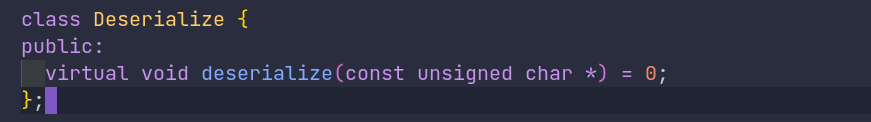 class Deserialize {
public:
  virtual void deserialize(const unsigned char *) = 0;
};